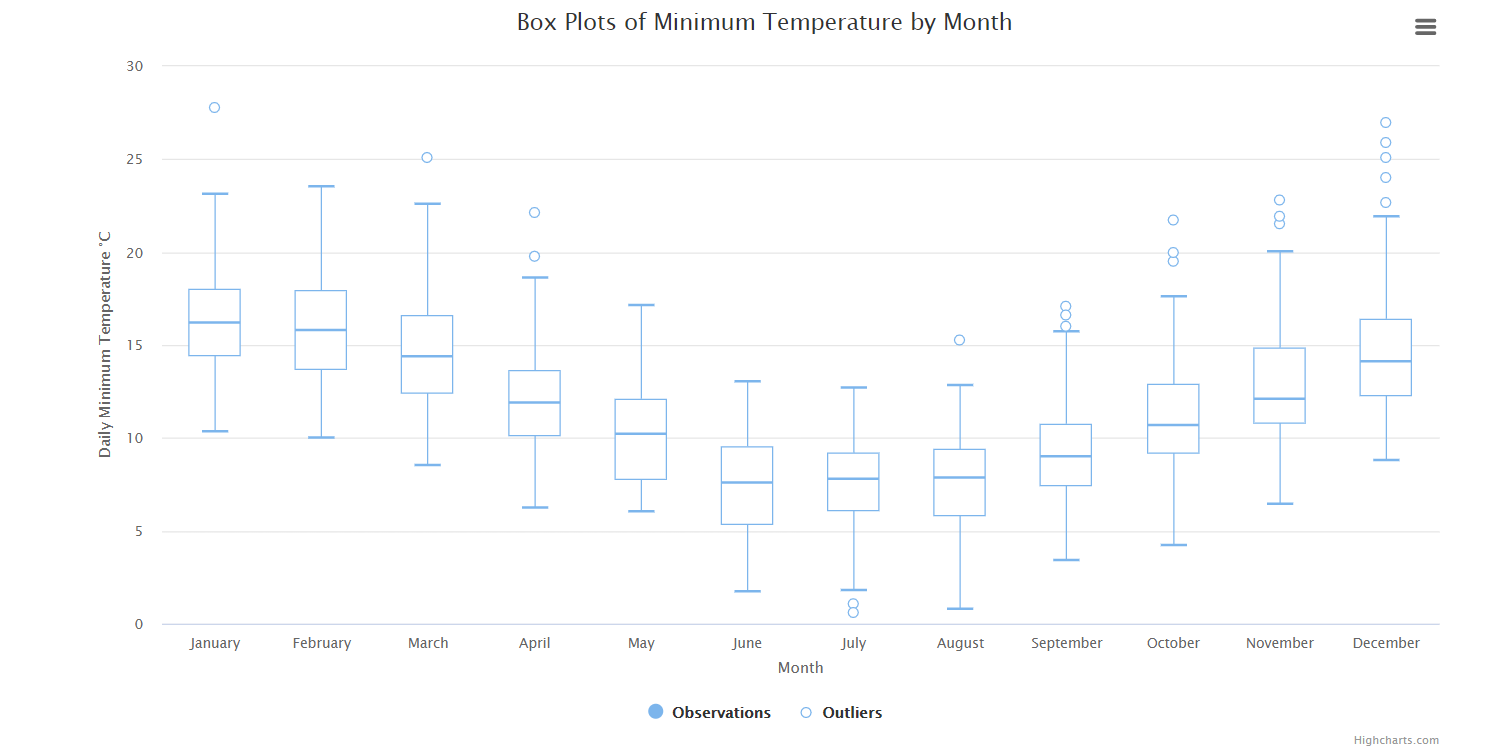 Box Plots of Minimum Temperature by Month
Daily Minimum Temperature °C
30
25
20
15
10
5
0
January February March April May June July August September October November December
Month
Observations Outliers
Highcharts.com